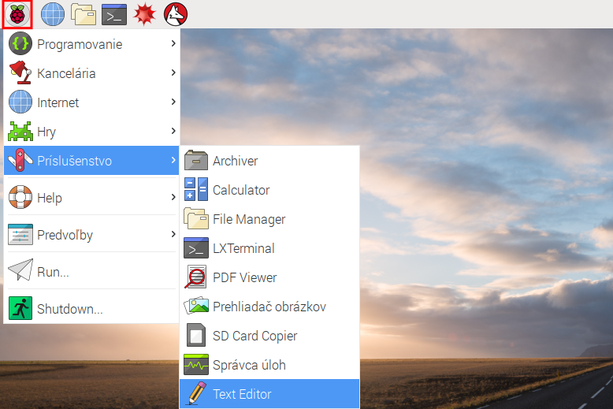 Programovanie
Kancelária
Internet
Hry
Príslušenstvo
Help
Predvoľby
Run...
Shutdown...
Archiver
Calculator
File Manager
LXTerminal
PDF Viewer
Prehliadač obrázkov
SD Card Copier
Správca úloh
Text Editor